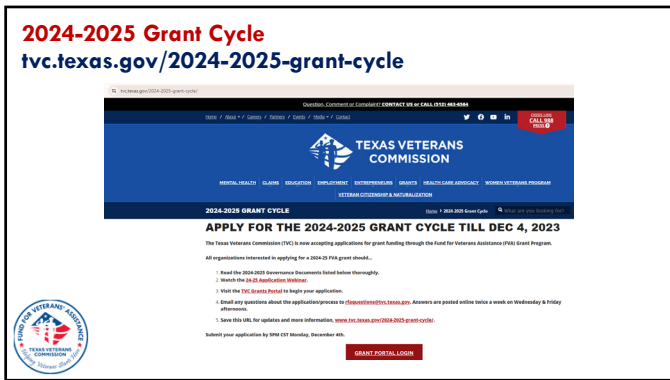 2024-2025 Grant Cycle
tvc.texas.gov/2024-2025-grant-cycle
tvc.texas.gov/2024-2025-grant-cycle/
Question, Comment or Complaint? CONTACT US or CALL (512) 463-6564
Home / About / Careers / Partners / Events / Media / Contact
CRISIS LINE
CALL 988
PRESS 1
TEXAS VETERANS
COMMISSION
MENTAL HEALTH CLAIMS EDUCATION EMPLOYMENT ENTREPRENEURS GRANTS HEALTH CARE ADVOCACY WOMEN VETERANS PROGRAM
VETERAN CITIZENSHIP & NATURALIZATION
2024-2025 GRANT CYCLE
Home > 2024-2025 Grant Cycle
What are you looking for?
APPLY FOR THE 2024-2025 GRANT CYCLE TILL DEC 4, 2023
The Texas Veterans Commission (TVC) is now accepting applications for grant funding through the Fund for Veterans Assistance (FVA) Grant Program.
All organizations interested in applying for a 2024-25 FVA grant should...
1. Read the 2024-2025 Governance Documents listed below thoroughly.
2. Watch the 24-25 Application Webinar.
3. Visit the TVC Grants Portal to begin your application.
4. Email any questions about the application/process to rfaquestions@tvc.texas.gov. Answers are posted online twice a week on Wednesday & Friday
afternoons.
5. Save this URL for updates and more information, www.tvc.texas.gov/2024-2025-grant-cycle/.
Submit your application by 5PM CST Monday, December 4th.
GRANT PORTAL LOGIN
FUND FOR VETERANS' ASSISTANCE
TEXAS VETERANS
COMMISSION
Helping Veterans Starts Here